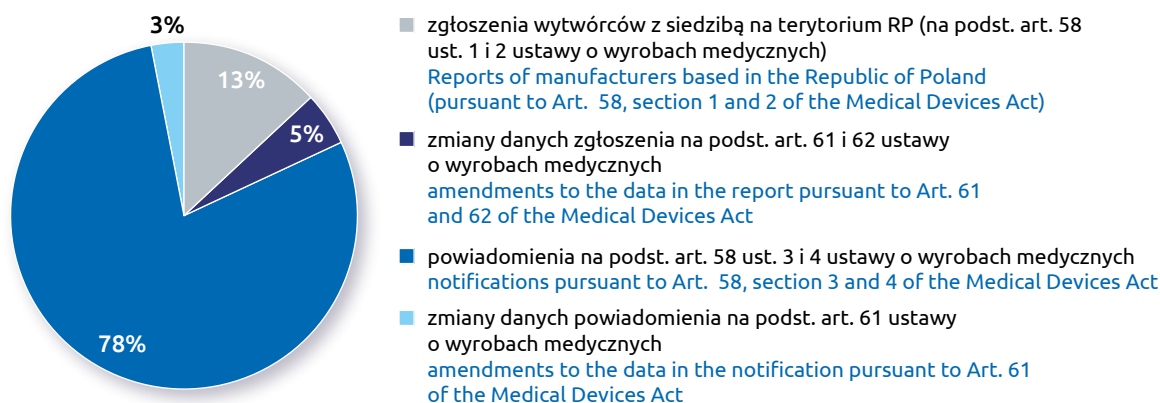 3%
13%
5%
78%
zgłoszenia wytwórców z siedzibą na terytorium RP (na podst. art. 58
ust. 1 i 2 ustawy o wyrobach medycznych)
Reports of manufacturers based in the Republic of Poland
(pursuant to Art. 58, section 1 and 2 of the Medical Devices Act)
zmiany danych zgłoszenia na podst. art. 61 i 62 ustawy
o wyrobach medycznych
amendments to the data in the report pursuant to Art. 61
and 62 of the Medical Devices Act
powiadomienia na podst. art. 58 ust. 3 i 4 ustawy o wyrobach medycznych
notifications pursuant to Art. 58, section 3 and 4 of the Medical Devices Act
zmiany danych powiadomienia na podst. art. 61 ustawy
o wyrobach medycznych
amendments to the data in the notification pursuant to Art. 61
of the Medical Devices Act